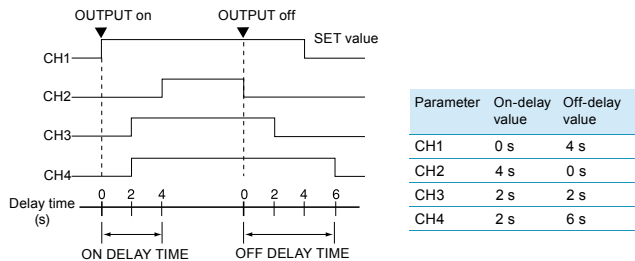 OUTPUT on OUTPUT off
SET value
CH1
CH2
CH3
CH4
Delay time (s) 0 2 4 0 2 4 6
ON DELAY TIME OFF DELAY TIME
Parameter On-delay value Off-delay value
CH1 0 s 4 s
CH2 4 s 0 s
CH3 2 s 2 s
CH4 2 s 6 s